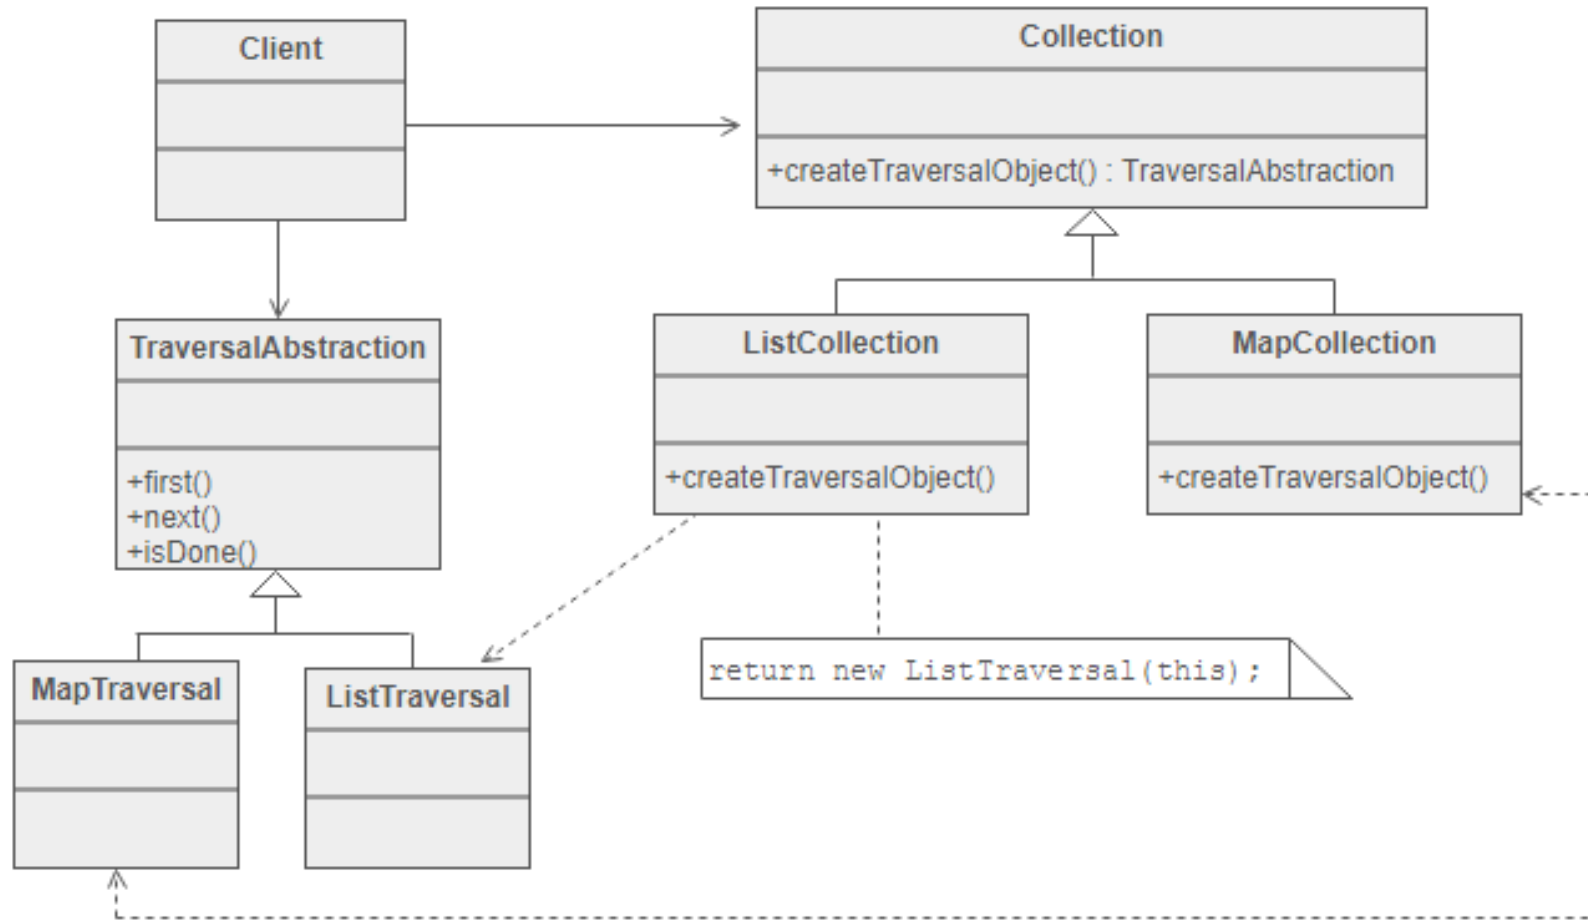 Client
Collection
+createTraversalObject() : TraversalAbstraction
TraversalAbstraction
+first()
+next()
+isDone()
ListCollection
+createTraversalObject()
MapCollection
+createTraversalObject()
return new ListTraversal(this);
MapTraversal
ListTraversal